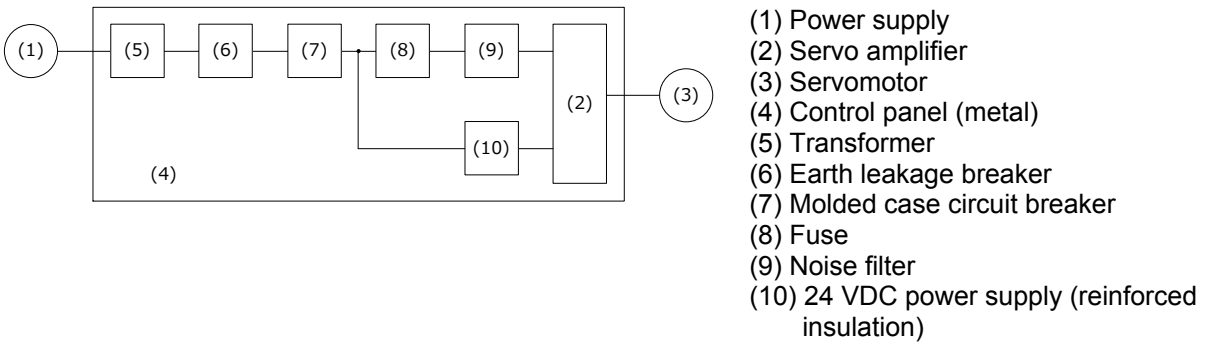 (1)
(5)
(6)
(7)
(8)
(9)
(2)
(3)
(10)
(4)
(1) Power supply
(2) Servo amplifier
(3) Servomotor
(4) Control panel (metal)
(5) Transformer
(6) Earth leakage breaker
(7) Molded case circuit breaker
(8) Fuse
(9) Noise filter
(10) 24 VDC power supply (reinforced
insulation)